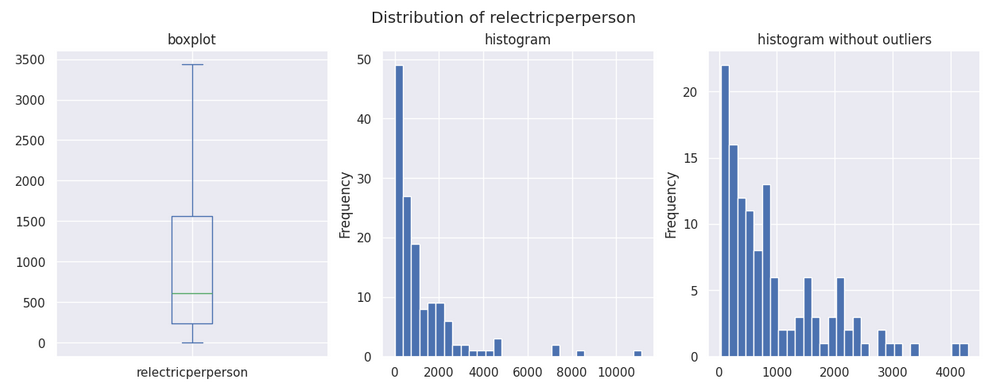 Distribution of relectricperperson
boxplot
3500
3000
2500
2000
1500
1000
500
0
relectricperperson
histogram
Frequency
50
40
30
20
10
0
0 2000 4000 6000 8000 10000
histogram without outliers
Frequency
20
15
10
5
0
0 1000 2000 3000 4000